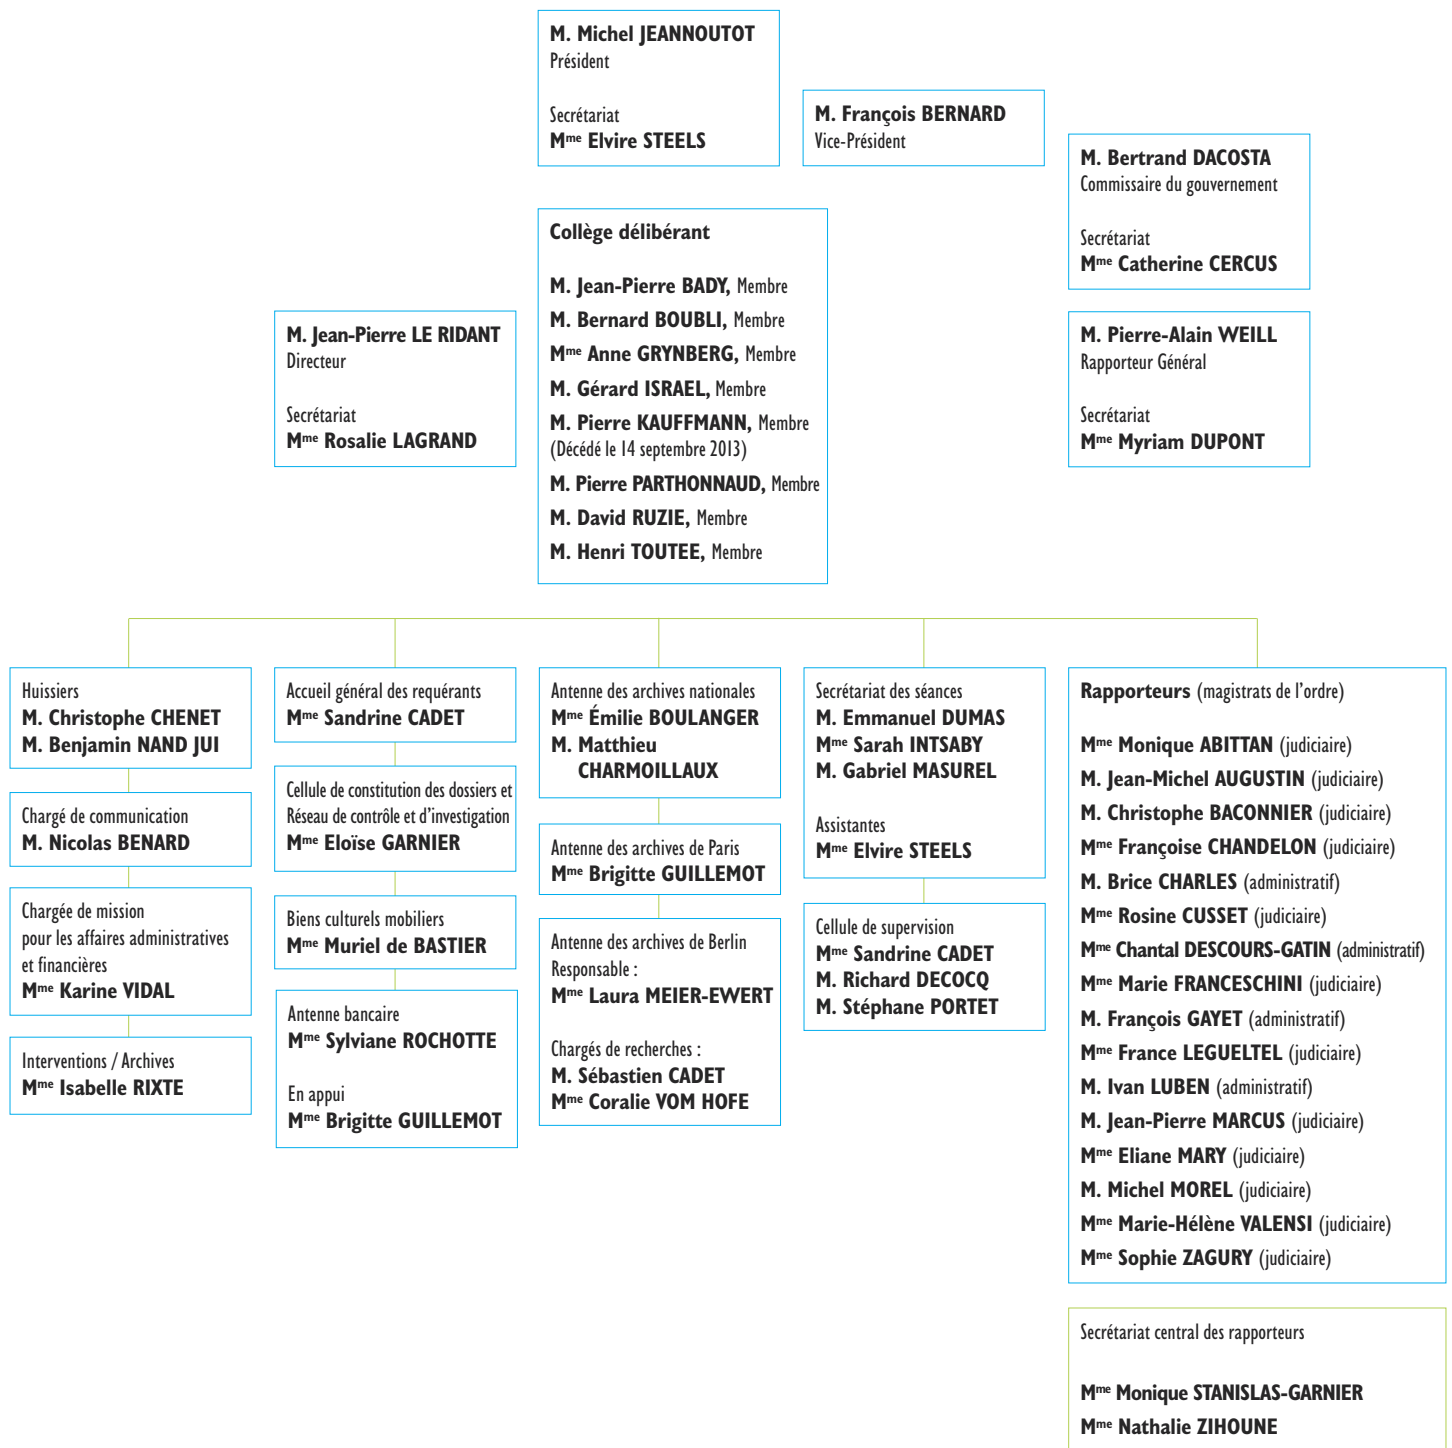 M. Michel JEANNOUTOT
Président
Secrétariat
Mme Elvire STEELS
M. François BERNARD
Vice-Président
M. Bertrand DACOSTA
Commissaire du gouvernement
Secrétariat
Mme Catherine CERCUS
Collège délibérant
M. Jean-Pierre BADY, Membre
M. Bernard BOUBLI, Membre
Mme Anne GRYNBERG, Membre
M. Gérard ISRAEL, Membre
M. Pierre KAUFFMANN, Membre
(Décédé le 14 septembre 2013)
M. Pierre PARTHONNAUD, Membre
M. David RUZIE, Membre
M. Henri TOUTEE, Membre
M. Jean-Pierre LE RIDANT
Directeur
Secrétariat
Mme Rosalie LAGRAND
M. Pierre-Alain WEILL
Rapporteur Général
Secrétariat
Mme Myriam DUPONT
Huissiers
M. Christophe CHENET
M. Benjamin NAND JUI
Chargé de communication
M. Nicolas BENARD
Chargée de mission
pour les affaires administratives
et financières
Mme Karine VIDAL
Interventions / Archives
Mme Isabelle RIXTE
Accueil général des requérants
Mme Sandrine CADET
Cellule de constitution des dossiers et
Réseau de contrôle et d'investigation
Mme Eloïse GARNIER
Biens culturels mobiliers
Mme Muriel de BASTIER
Antenne bancaire
Mme Sylviane ROCHOTTE
En appui
Mme Brigitte GUILLEMOT
Antenne des archives nationales
Mme Émilie BOULANGER
M. Matthieu
CHARMOILLAUX
Antenne des archives de Paris
Mme Brigitte GUILLEMOT
Antenne des archives de Berlin
Responsable :
Mme Laura MEIER-EWERT
Chargés de recherches :
M. Sébastien CADET
Mme Coralie VOM HOFE
Secrétariat des séances
M. Emmanuel DUMAS
Mme Sarah INTSABY
M. Gabriel MASUREL
Assistantes
Mme Elvire STEELS
Cellule de supervision
Mme Sandrine CADET
M. Richard DECOCQ
M. Stéphane PORTET
Rapporteurs (magistrats de l'ordre)
Mme Monique ABITTAN (judiciaire)
M. Jean-Michel AUGUSTIN (judiciaire)
M. Christophe BACONNIER (judiciaire)
Mme Françoise CHANDELON (judiciaire)
M. Brice CHARLES (administratif)
Mme Rosine CUSSET (judiciaire)
Mme Chantal DESCOURS-GATIN (administratif)
Mme Marie FRANCESCHINI (judiciaire)
M. François GAYET (administratif)
Mme France LEGUELTEL (judiciaire)
M. Ivan LUBEN (administratif)
M. Jean-Pierre MARCUS (judiciaire)
Mme Eliane MARY (judiciaire)
M. Michel MOREL (judiciaire)
Mme Marie-Hélène VALENSI (judiciaire)
Mme Sophie ZAGURY (judiciaire)
Secrétariat central des rapporteurs
Mme Monique STANISLAS-GARNIER
Mme Nathalie ZIHOUNE